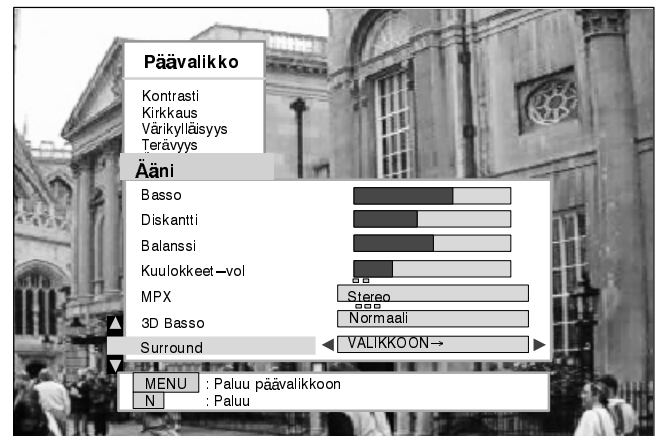 Päävalikko
Kontrasti
Kirkkaus
Värikylläisyys
Terävyys
Ääni
Basso
Diskantti
Balanssi
Kuulokkeet–vol
MPX Stereo
3D Basso Normaali
Surround VALIKKOON→
MENU : Paluu päävalikkoon
N : Paluu